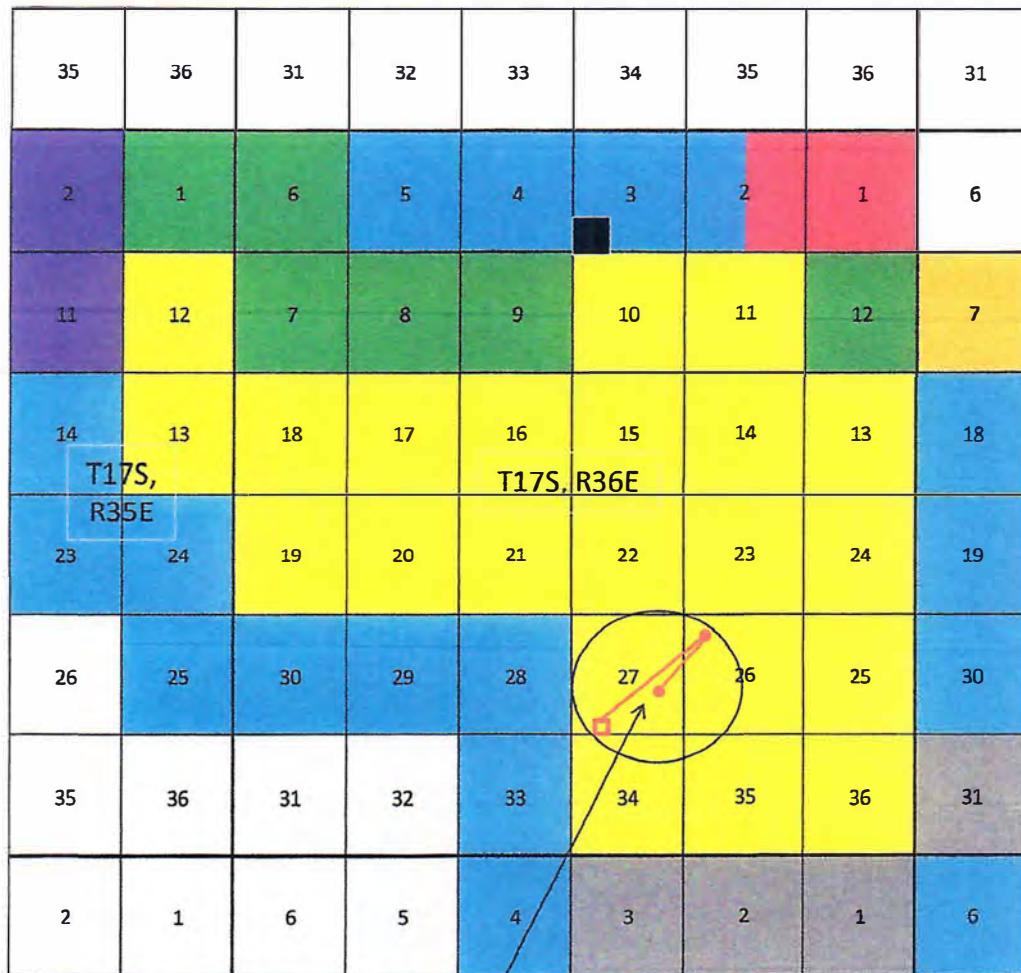 35 36 31 32 33 34 35 36 31
2 1 6 5 4 3 2 1 6
11 12 7 8 9 10 11 12 7
14 13 18 17 16 15 14 13 18
T17S,
R35E
T17S, R36E
23 24 19 20 21 22 23 24 19
26 25 30 29 28 27 26 25 30
35 36 31 32 33 34 35 36 31
2 1 6 5 4 3 2 1 6